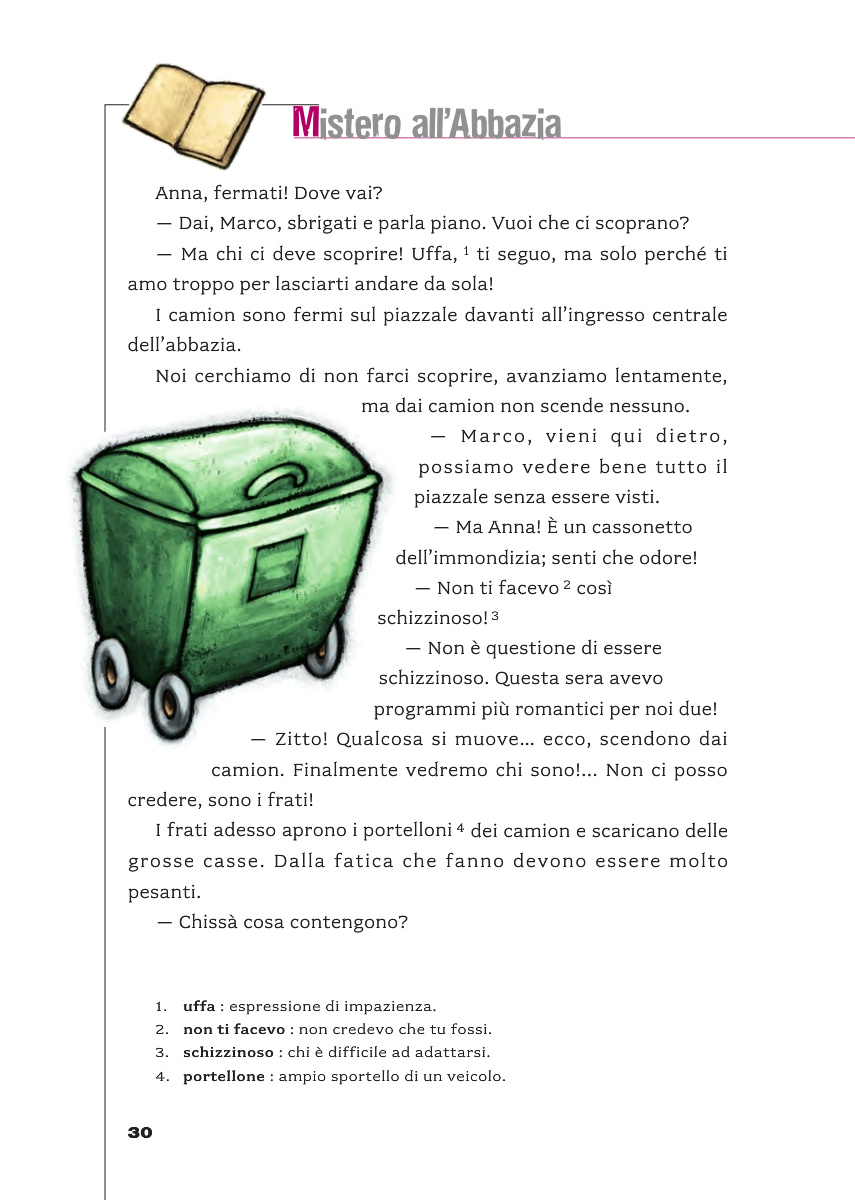 Mistero all'Abbazia
Anna, fermati! Dove vai?
— Dai, Marco, sbrigati e parla piano. Vuoi che ci scoprano?
— Ma chi ci deve scoprire! Uffa, ¹ ti seguo, ma solo perché ti
amo troppo per lasciarti andare da sola!
I camion sono fermi sul piazzale davanti all'ingresso centrale
dell'abbazia.
Noi cerchiamo di non farci scoprire, avanziamo lentamente,
ma dai camion non scende nessuno.
— Marco, vieni qui dietro,
possiamo vedere bene tutto il
piazzale senza essere visti.
— Ma Anna! È un cassonetto
dell'immondizia; senti che odore!
— Non ti facevo ² così
schizzinoso! ³
— Non è questione di essere
schizzinoso. Questa sera avevo
programmi più romantici per noi due!
— Zitto! Qualcosa si muove... ecco, scendono dai
camion. Finalmente vedremo chi sono!... Non ci posso
credere, sono i frati!
I frati adesso aprono i portelloni ⁴ dei camion e scaricano delle
grosse casse. Dalla fatica che fanno devono essere molto
pesanti.
— Chissà cosa contengono?
1. uffa : espressione di impazienza.
2. non ti facevo : non credevo che tu fossi.
3. schizzinoso : chi è difficile ad adattarsi.
4. portellone : ampio sportello di un veicolo.
30